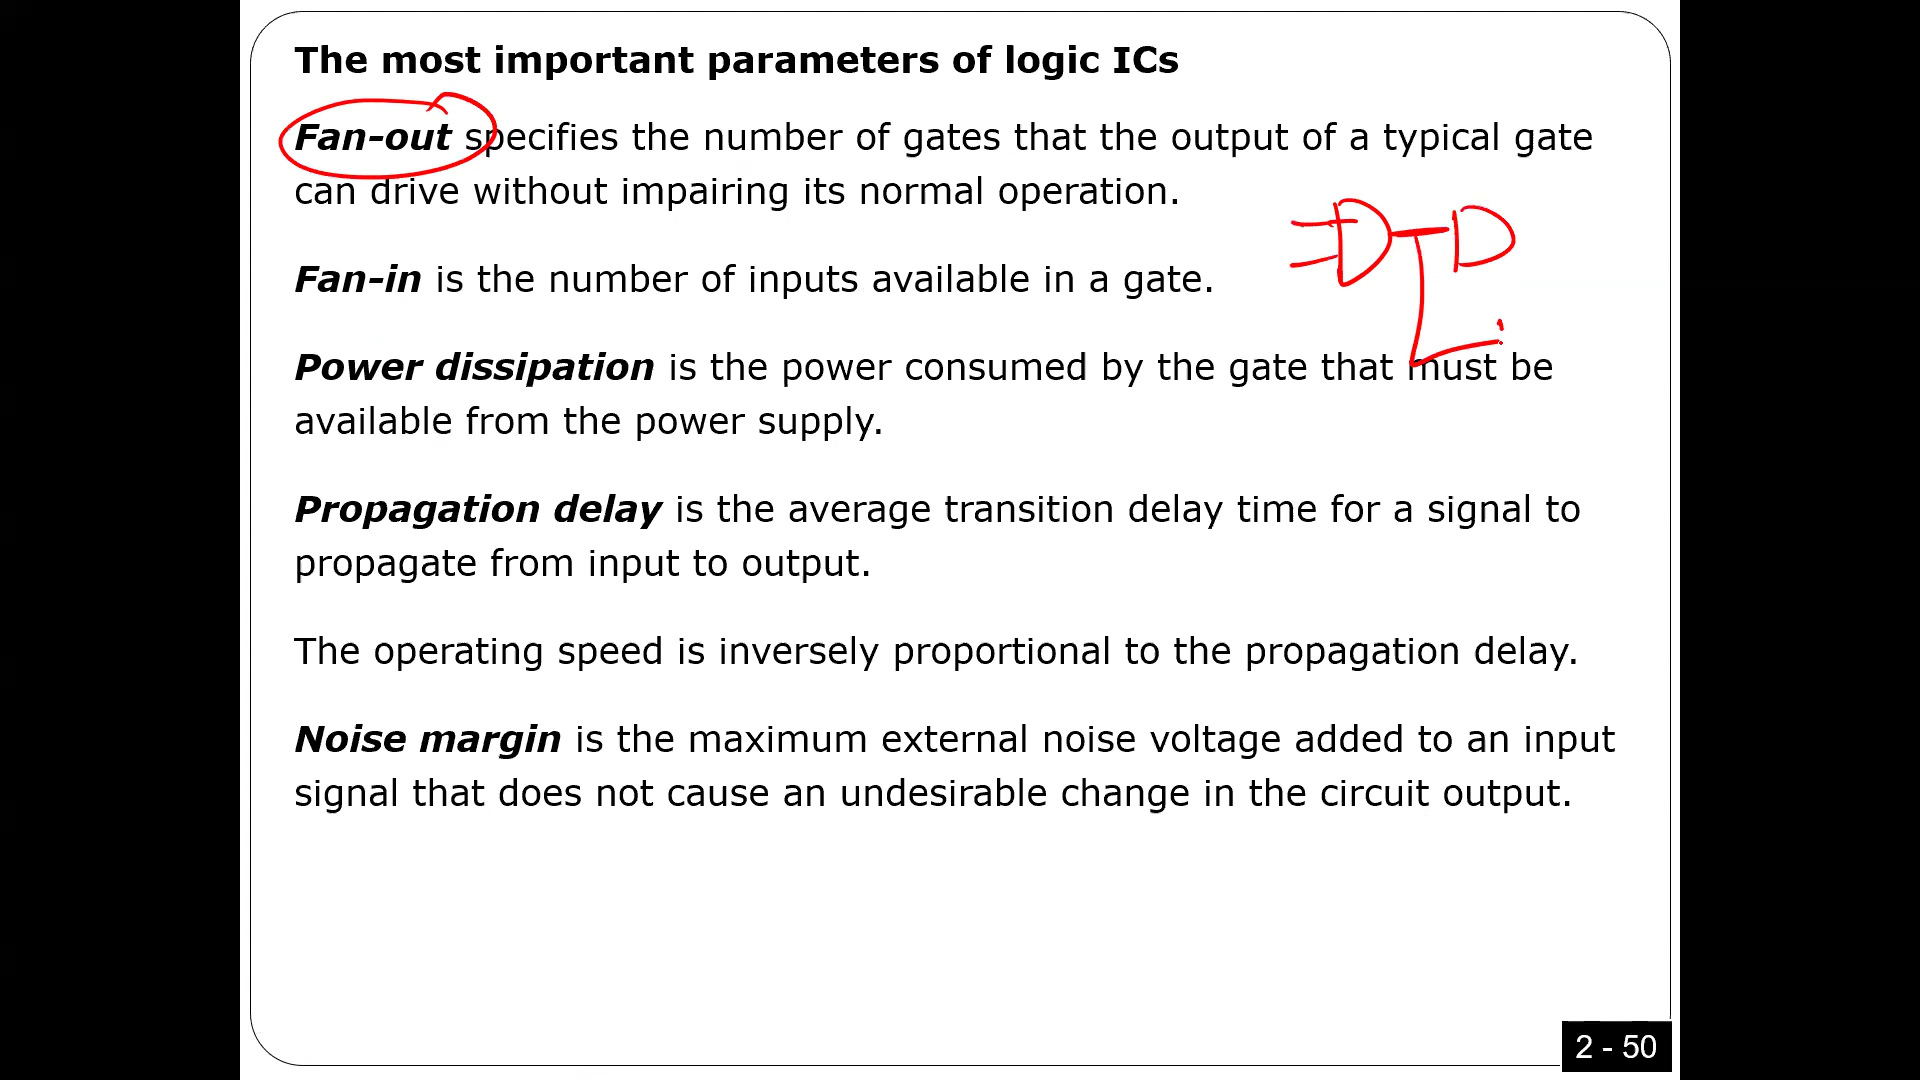 The most important parameters of logic ICs
Fan-out specifies the number of gates that the output of a typical gate
can drive without impairing its normal operation.
Fan-in is the number of inputs available in a gate.
Power dissipation is the power consumed by the gate that must be
available from the power supply.
Propagation delay is the average transition delay time for a signal to
propagate from input to output.
The operating speed is inversely proportional to the propagation delay.
Noise margin is the maximum external noise voltage added to an input
signal that does not cause an undesirable change in the circuit output.
2 - 50